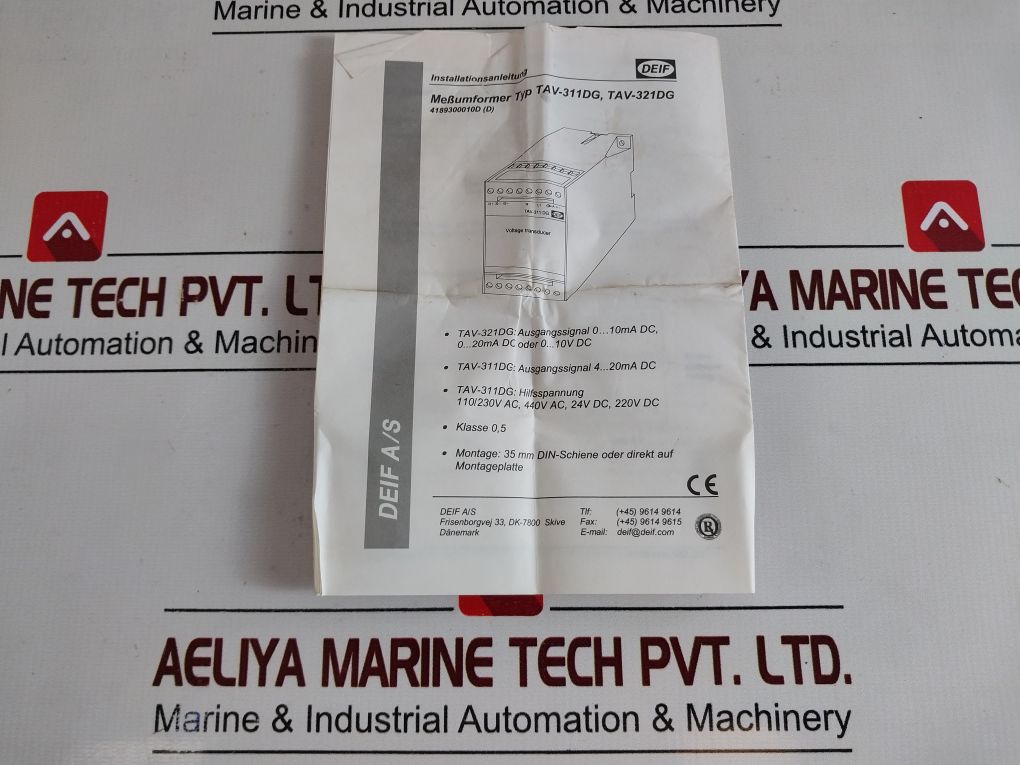 Marine & Industrial Automation & Machinery
Installationsanleitung
DEIF
Meßumformer Typ TAV-311DG, TAV-321DG
4189300010D (D)
TAV-311DG
Voltage transducer
NE TECH PVT. LT
l Automation & Machin
YA MARINE TEC
& Industrial Automa
• TAV-321DG: Ausgangssignal 0...10mA DC,
0...20mA DC oder 0...10V DC
• TAV-311DG: Ausgangssignal 4...20mA DC
• TAV-311DG: Hilfsspannung
110/230V AC, 440V AC, 24V DC, 220V DC
• Klasse 0,5
• Montage: 35 mm DIN-Schiene oder direkt auf
Montageplatte
DEIF A/S
CE
DEIF A/S
Frisenborgvej 33, DK-7800 Skive
Dänemark
Tlf: (+45) 9614 9614
Fax: (+45) 9614 9615
E-mail: deif@deif.com
AELIYA MARINE TECH PVT. LTD.
Marine & Industrial Automation & Machinery